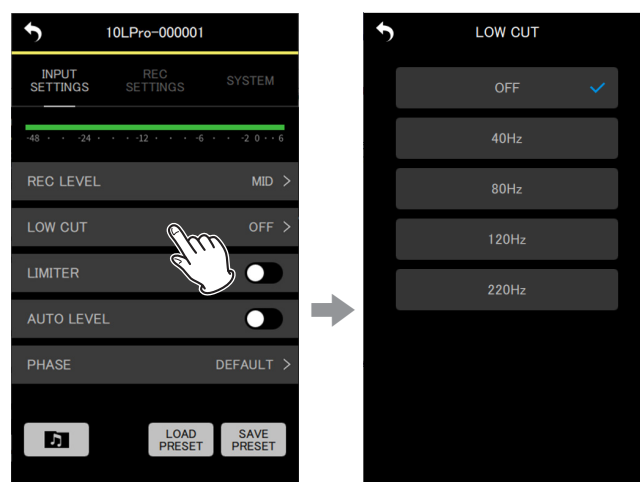 10LPro-000001
INPUT
SETTINGS
REC
SETTINGS
SYSTEM
-48 · · -24 · · -12 · · · -6 · · -2 0 · · 6
REC LEVEL MID >
LOW CUT OFF >
LIMITER
AUTO LEVEL
PHASE DEFAULT >
LOAD
PRESET
SAVE
PRESET
LOW CUT
OFF
40Hz
80Hz
120Hz
220Hz